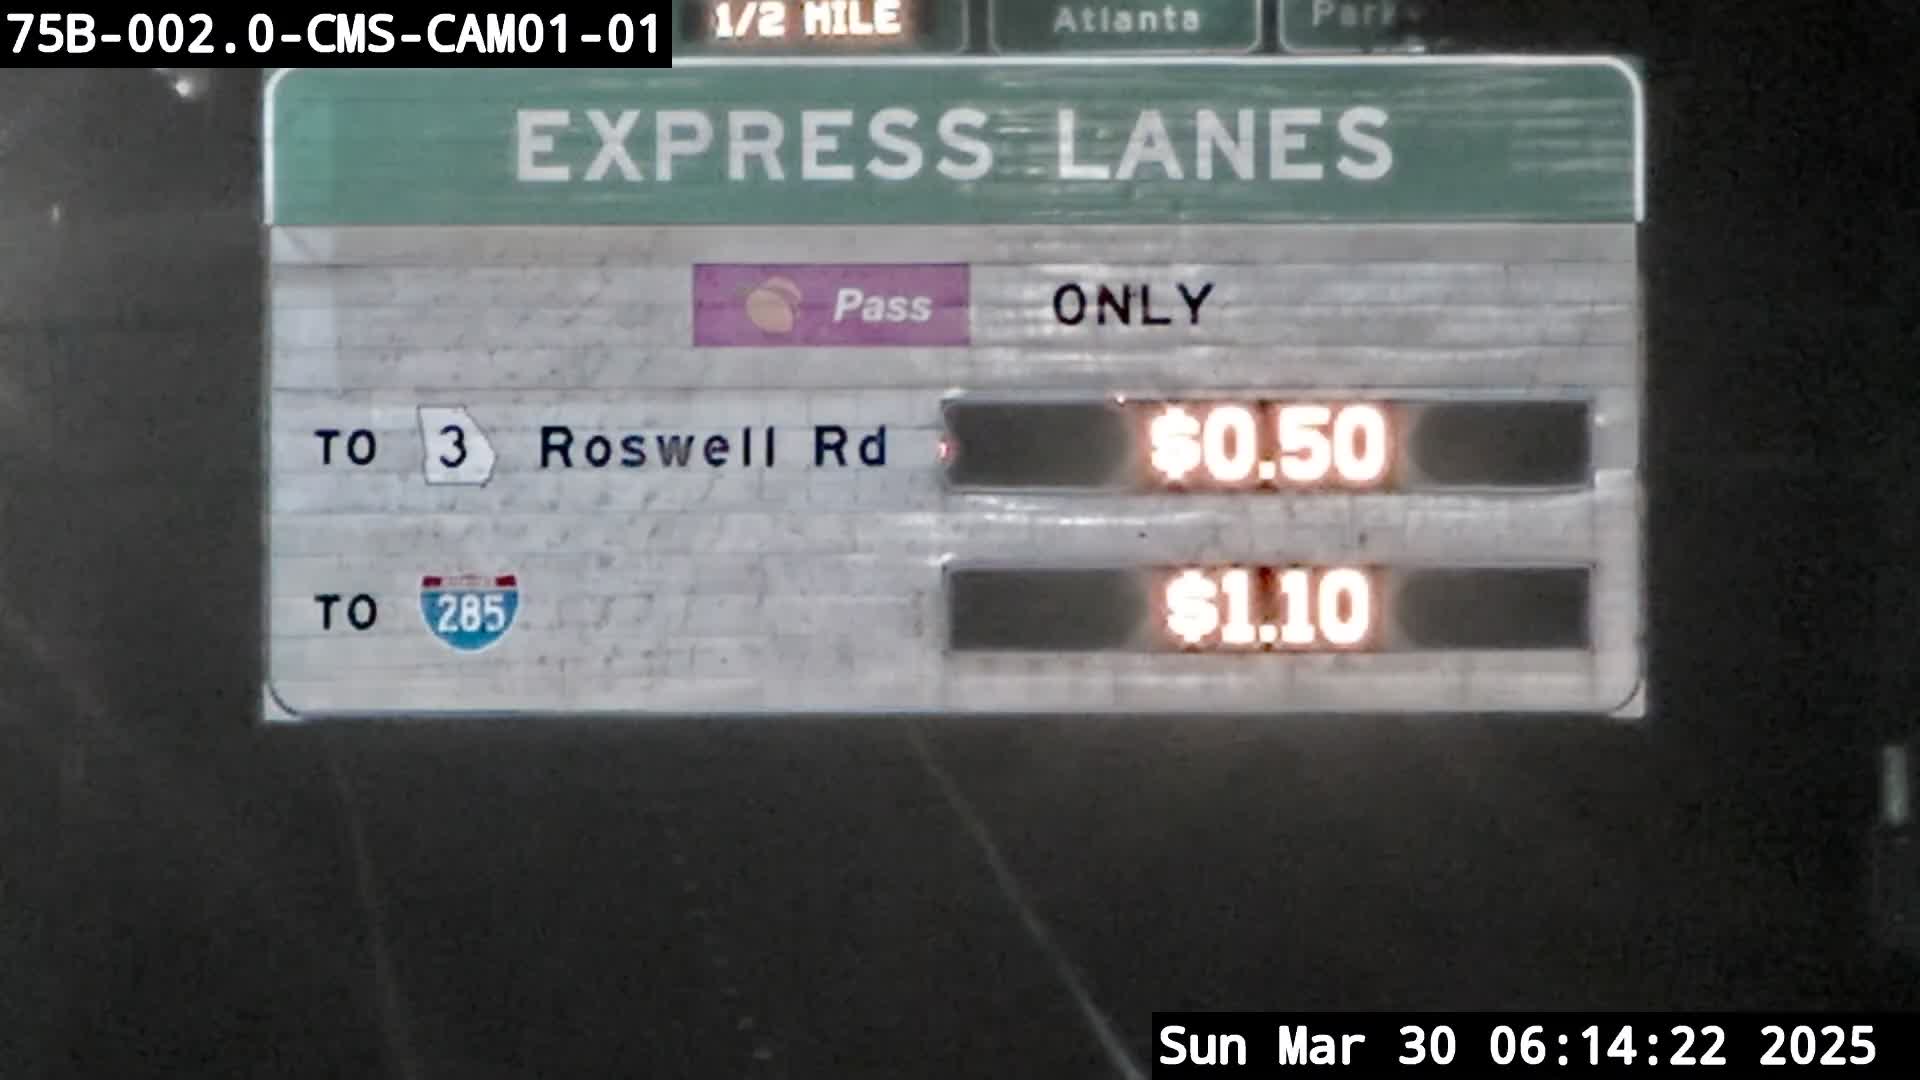 75B-002.0-CMS-CAM01-01
1/2 MILE
Atlanta
EXPRESS LANES
Pass ONLY
TO 3 Roswell Rd $0.50
TO 285 $1.10
Sun Mar 30 06:14:22 2025